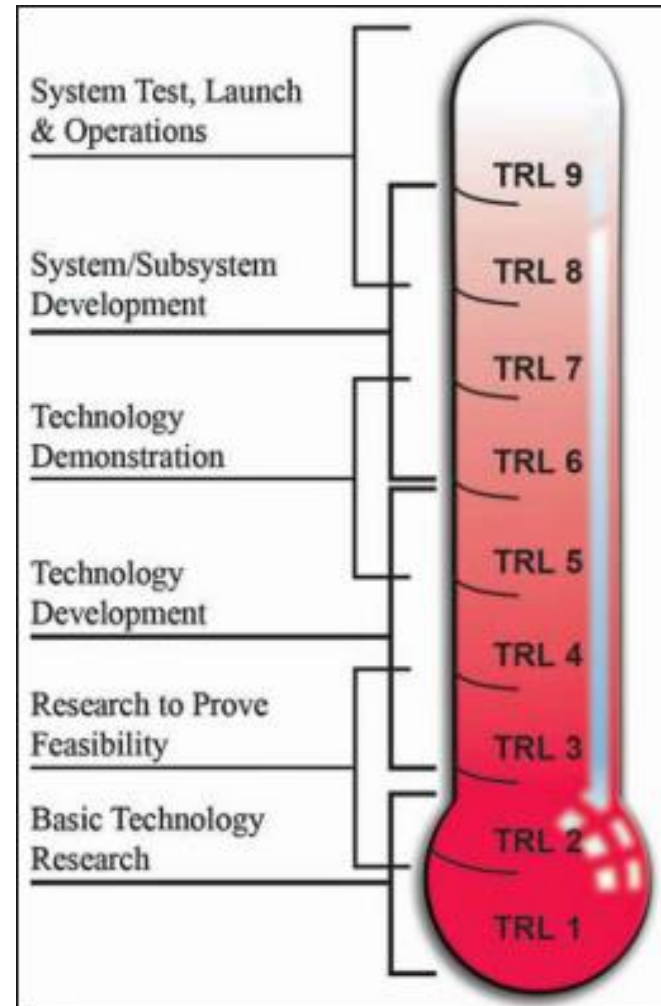 System Test, Launch
& Operations
System/Subsystem
Development
Technology
Demonstration
Technology
Development
Research to Prove
Feasibility
Basic Technology
Research
TRL 9
TRL 8
TRL 7
TRL 6
TRL 5
TRL 4
TRL 3
TRL 2
TRL 1